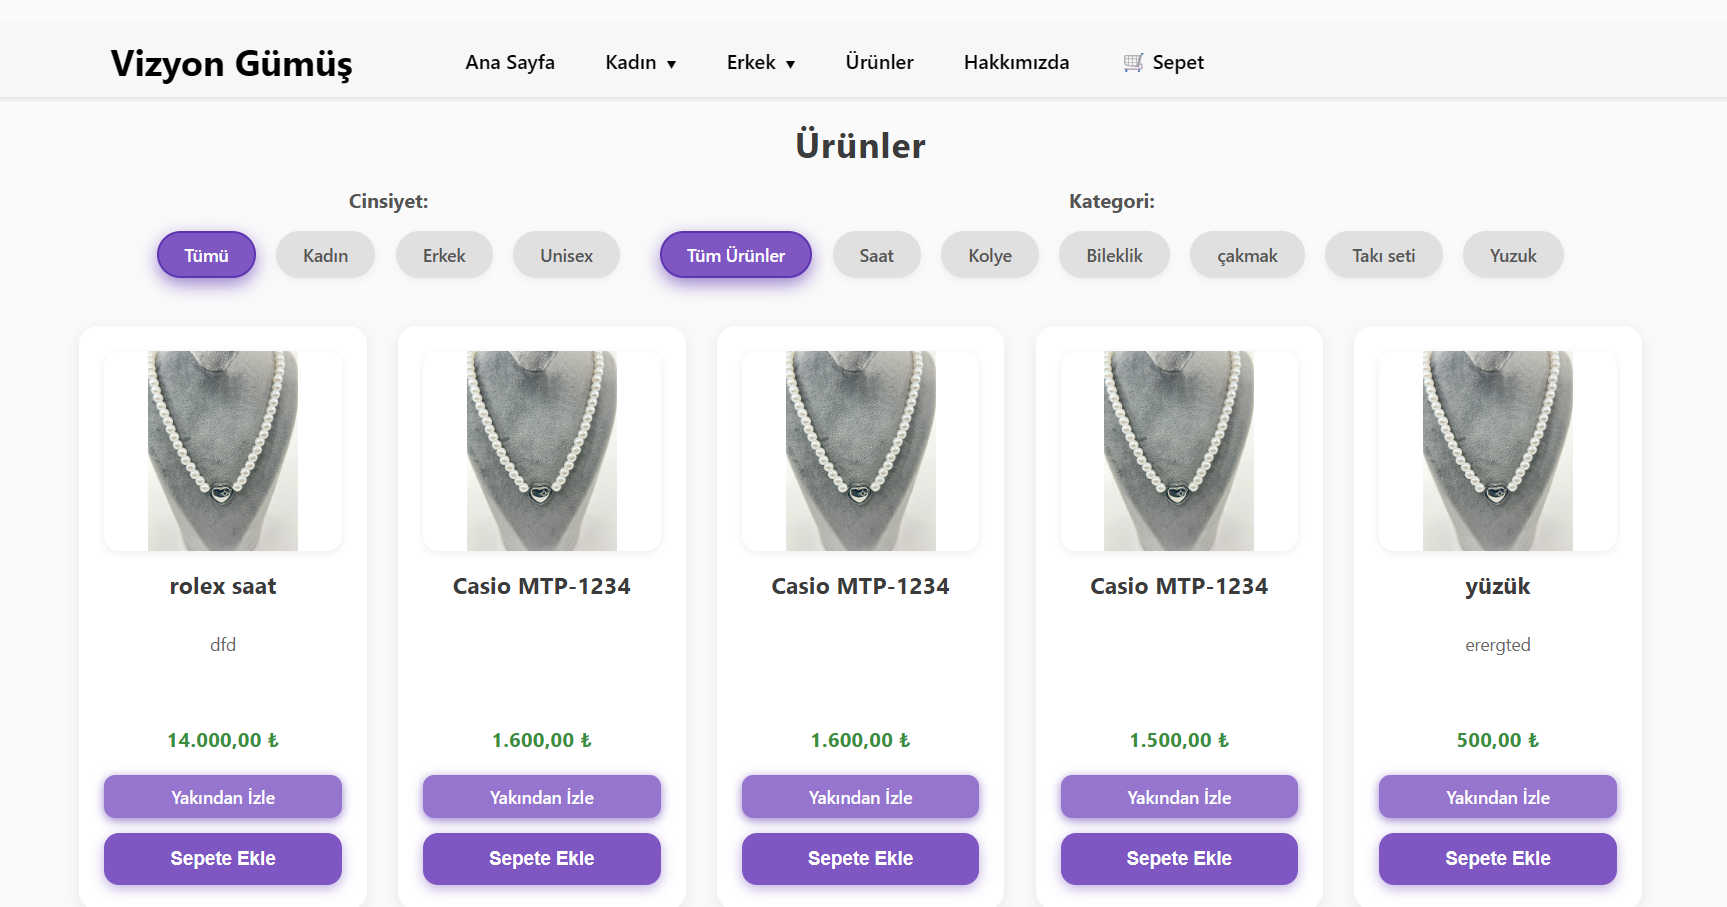 Vizyon Gümüş
Ana Sayfa Kadın ▼ Erkek ▼ Ürünler Hakkımızda 🛒 Sepet
Ürünler
Cinsiyet:
Tümü Kadın Erkek Unisex
Kategori:
Tüm Ürünler Saat Kolye Bileklik çakmak Takı seti Yuzuk
rolex saat
dfd
14.000,00 ₺
Yakından İzle
Sepete Ekle
Casio MTP-1234
1.600,00 ₺
Yakından İzle
Sepete Ekle
Casio MTP-1234
1.600,00 ₺
Yakından İzle
Sepete Ekle
Casio MTP-1234
1.500,00 ₺
Yakından İzle
Sepete Ekle
yüzük
erergted
500,00 ₺
Yakından İzle
Sepete Ekle